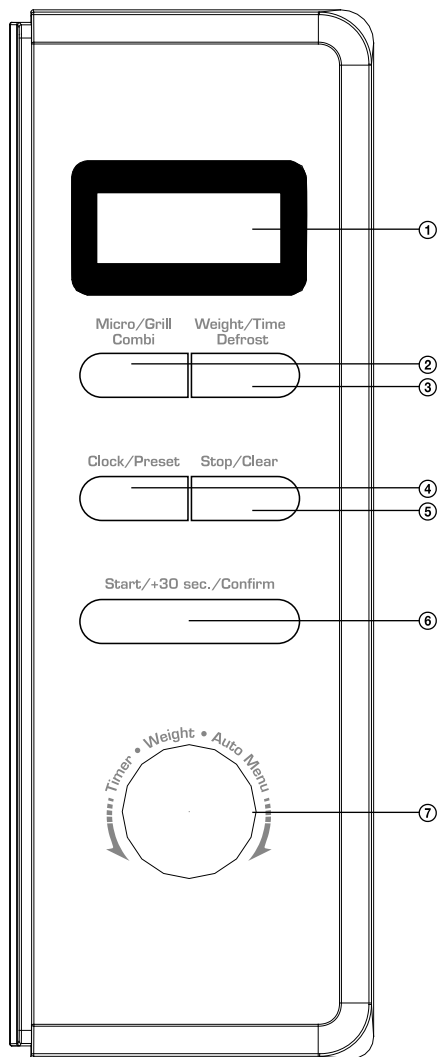 ①
Micro/Grill Combi
Weight/Time Defrost
②
③
Clock/Preset
Stop/Clear
④
⑤
Start/+30 sec./Confirm
⑥
Timer • Weight • Auto Menu
⑦